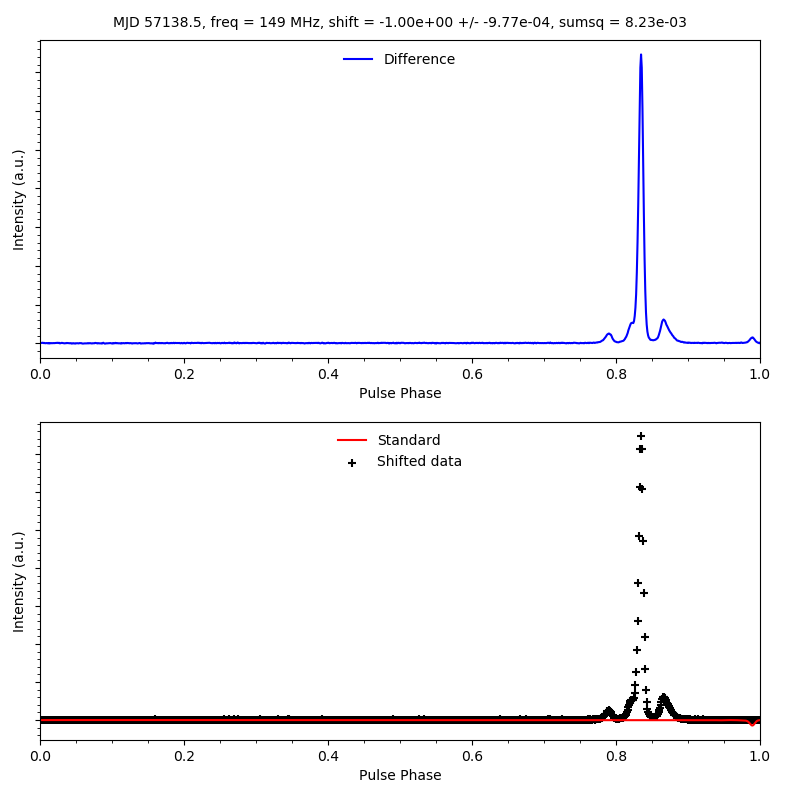 MJD 57138.5, freq = 149 MHz, shift = -1.00e+00 +/- -9.77e-04, sumsq = 8.23e-03
Difference
Intensity (a.u.)
0.0 0.2 0.4 0.6 0.8 1.0
Pulse Phase
Standard
Shifted data
Intensity (a.u.)
0.0 0.2 0.4 0.6 0.8 1.0
Pulse Phase